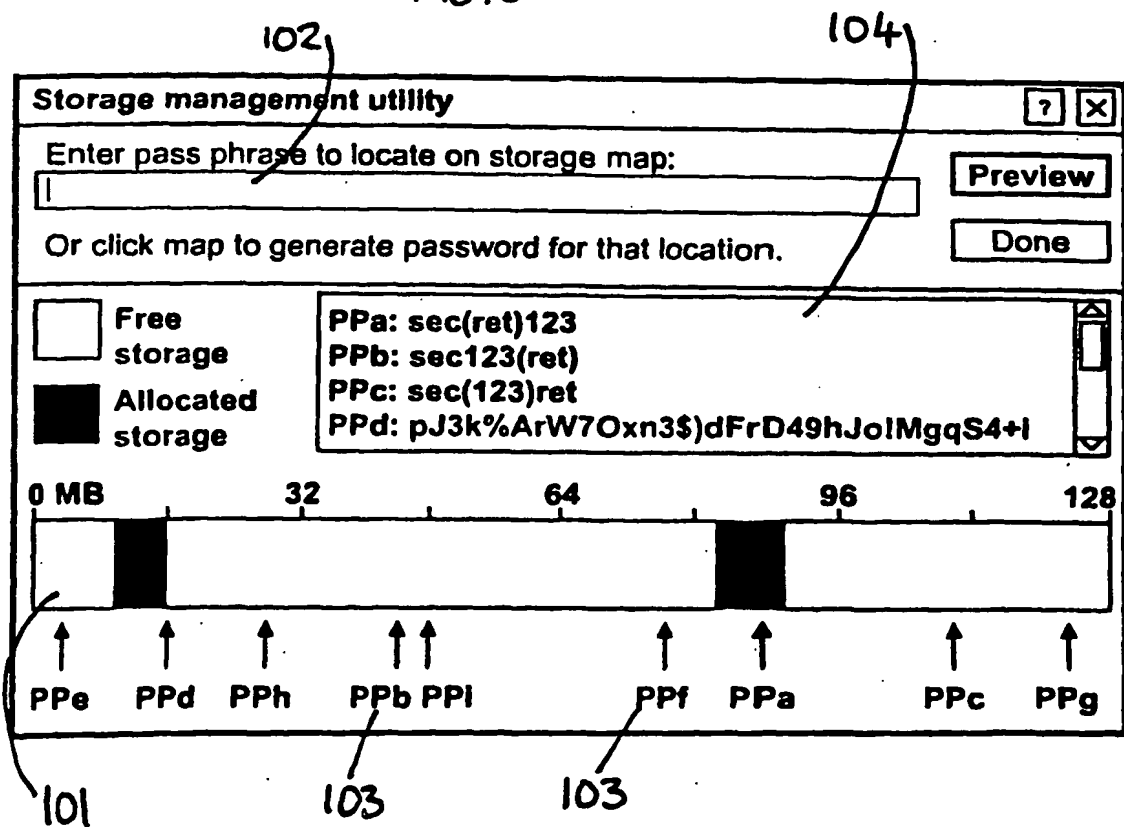 102
104
Storage management utility
? X
Enter pass phrase to locate on storage map:
Preview
Or click map to generate password for that location.
Done
Free
storage
Allocated
storage
PPa: sec(ret)123
PPb: sec123(ret)
PPc: sec(123)ret
PPd: pJ3k%ArW7Oxn3$)dFrD49hJo!MgqS4+l
0 MB 32 64 96 128
PPe PPd PPh PPb PPI PPf PPa PPc PPg
101 103 103